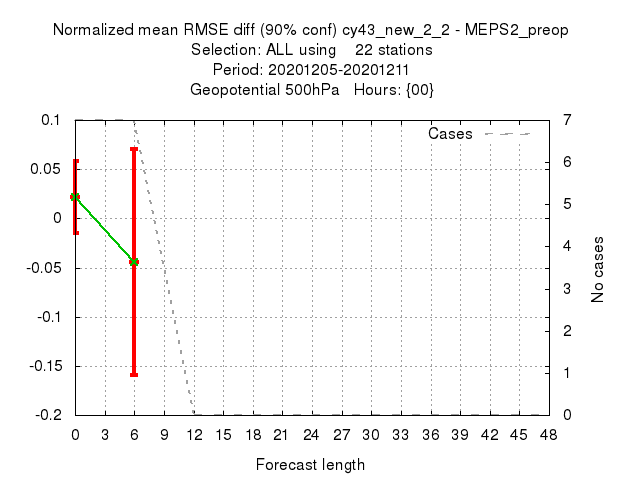 Normalized mean RMSE diff (90% conf) cy43_new_2_2 - MEPS2_preop
Selection: ALL using 22 stations
Period: 20201205-20201211
Geopotential 500hPa Hours: {00}
Cases
0.1
0.05
0
-0.05
-0.1
-0.15
-0.2
7
6
5
4
3
2
1
0
No cases
0 3 6 9 12 15 18 21 24 27 30 33 36 39 42 45 48
Forecast length